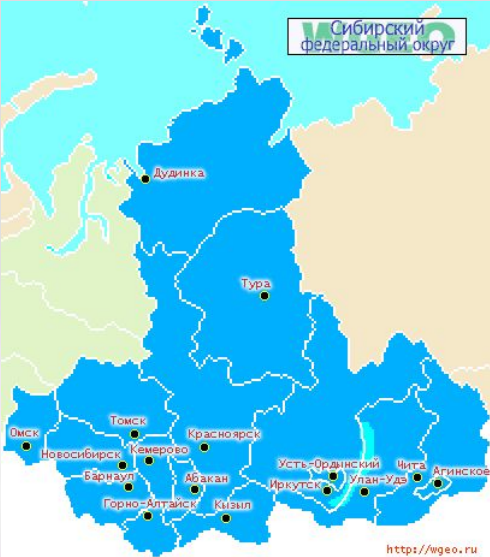 WGEO
Сибирский
федеральный округ
Дудинка
Тура
Томск
Омск
Красноярск
Новосибирск
Кемерово
Усть-Ордынский
Чита
Агинское
Барнаул
Абакан
Иркутск
Улан-Удэ
Горно-Алтайск
Кызыл
http://wgeo.ru